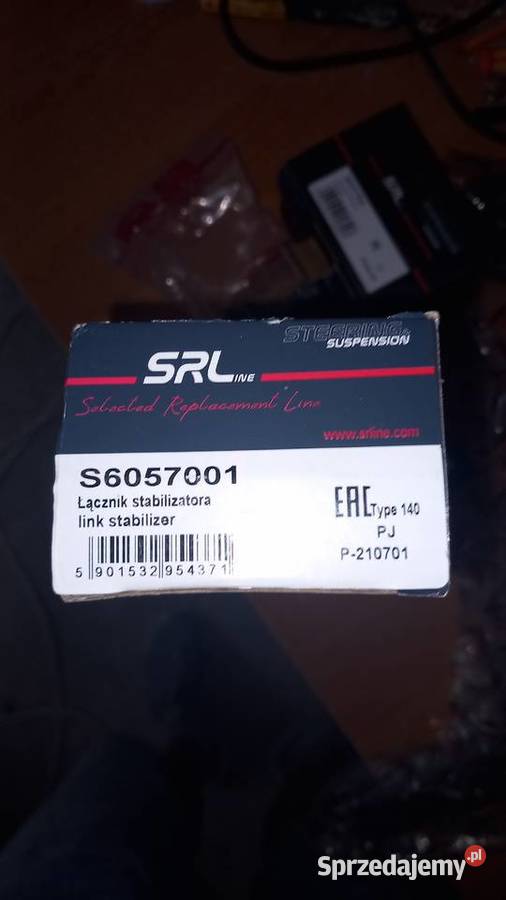 SRL
STEERING &
SUSPENSION
SRLINE
Selected Replacement Line
www.srline.com
S6057001
Łącznik stabilizatora
link stabilizer
EAC Type 140
PJ
P-210701
5 901532 954371
Sprzedajemy.pl